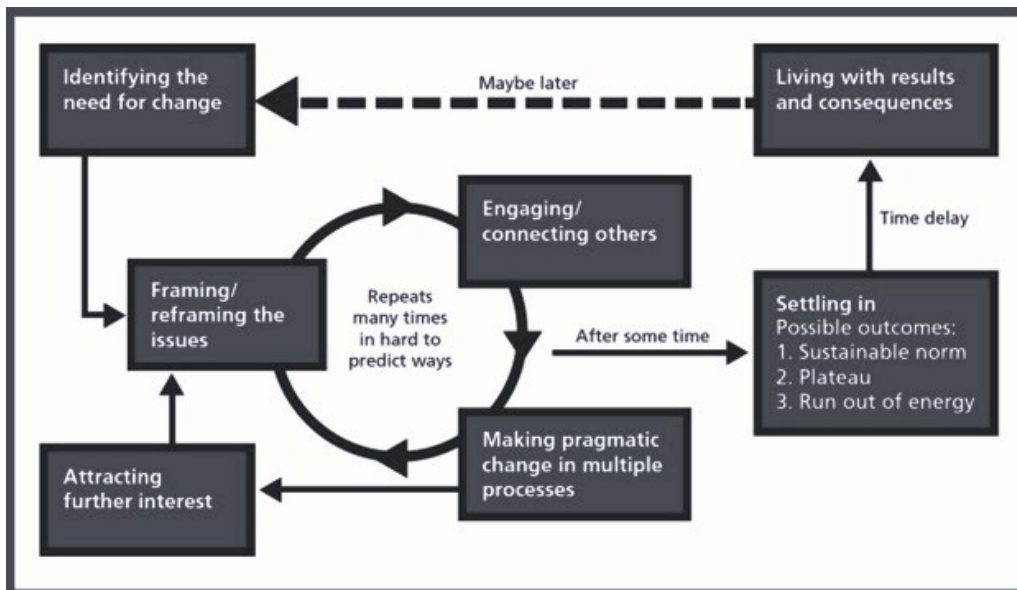 Identifying the
need for change
Maybe later
Living with results
and consequences
Engaging/
connecting others
Time delay
Framing/
reframing the
issues
Repeats
many times
in hard to
predict ways
After some time
Settling in
Possible outcomes:
1. Sustainable norm
2. Plateau
3. Run out of energy
Making pragmatic
change in multiple
processes
Attracting
further interest